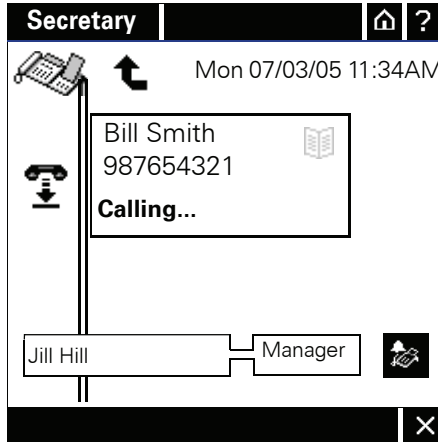 Secretary ?
Mon 07/03/05 11:34AM
Bill Smith
987654321
Calling...
Jill Hill Manager